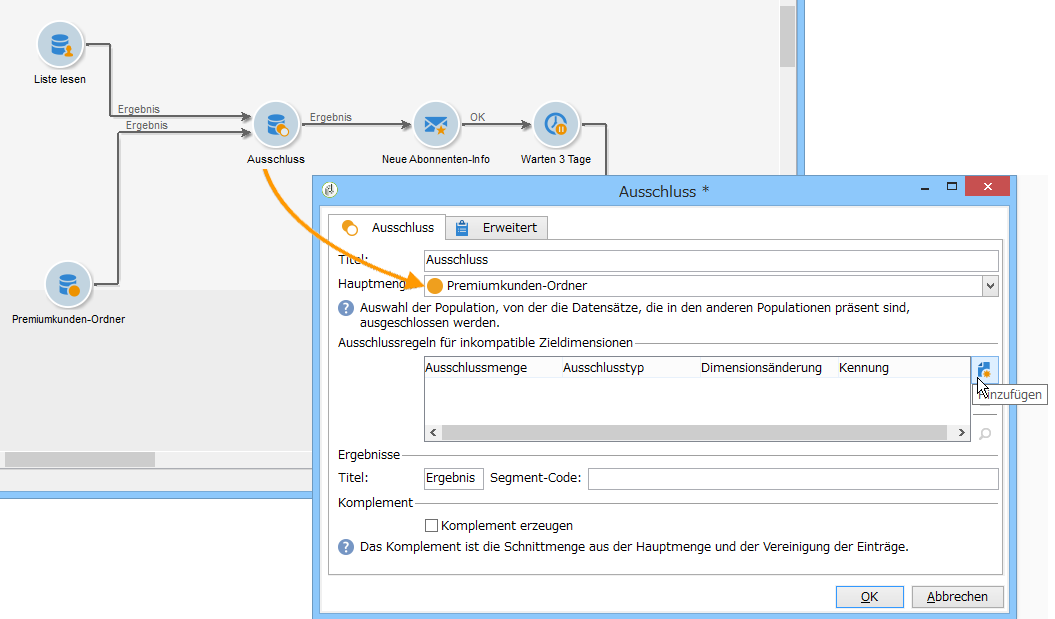 Liste lesen
Ergebnis
Ergebnis
Ergebnis
OK
Ausschluss
Neue Abonnenten-Info
Warten 3 Tage
Premiumkunden-Ordner
Ausschluss *
Ausschluss
Erweitert
Titel:
Ausschluss
Hauptmeng
Premiumkunden-Ordner
Auswahl der Population, von der die Datensätze, die in den anderen Populationen präsent sind,
ausgeschlossen werden.
Ausschlussregeln für inkompatible Zieldimensionen
Ausschlussmenge Ausschlusstyp Dimensionsänderung Kennung
Hinzufügen
Ergebnisse
Titel: Ergebnis Segment-Code:
Komplement
Komplement erzeugen
Das Komplement ist die Schnittmenge aus der Hauptmenge und der Vereinigung der Einträge.
OK Abbrechen